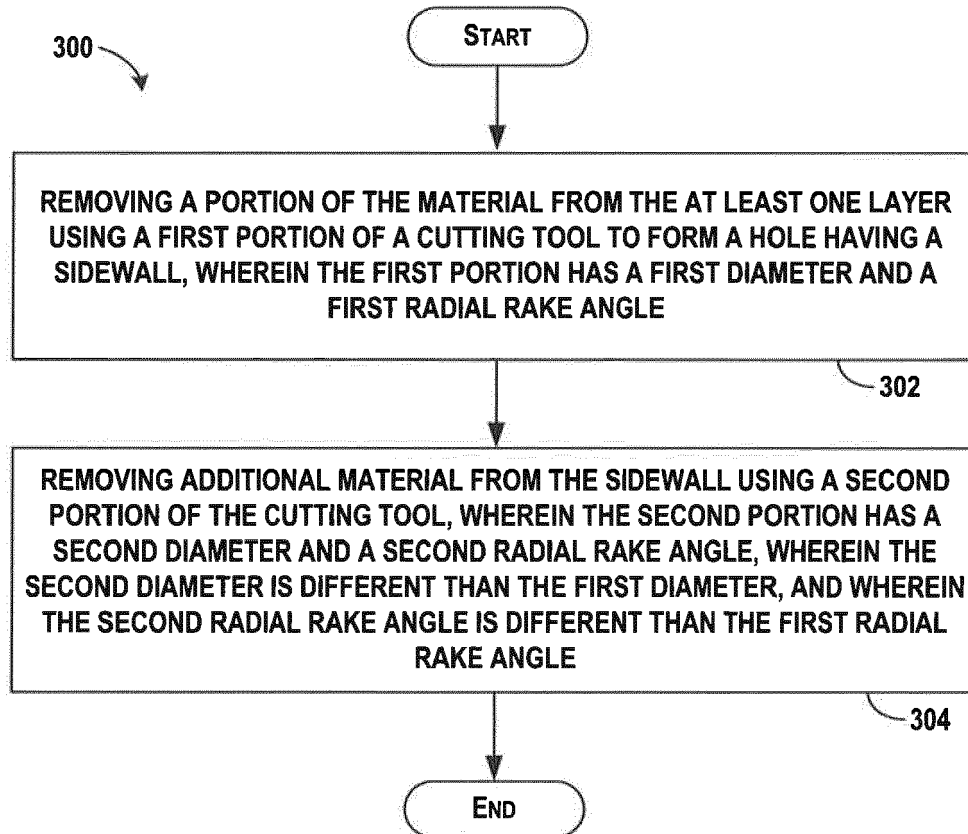 START
300
REMOVING A PORTION OF THE MATERIAL FROM THE AT LEAST ONE LAYER
USING A FIRST PORTION OF A CUTTING TOOL TO FORM A HOLE HAVING A
SIDEWALL, WHEREIN THE FIRST PORTION HAS A FIRST DIAMETER AND A
FIRST RADIAL RAKE ANGLE
302
REMOVING ADDITIONAL MATERIAL FROM THE SIDEWALL USING A SECOND
PORTION OF THE CUTTING TOOL, WHEREIN THE SECOND PORTION HAS A
SECOND DIAMETER AND A SECOND RADIAL RAKE ANGLE, WHEREIN THE
SECOND DIAMETER IS DIFFERENT THAN THE FIRST DIAMETER, AND WHEREIN
THE SECOND RADIAL RAKE ANGLE IS DIFFERENT THAN THE FIRST RADIAL
RAKE ANGLE
304
END